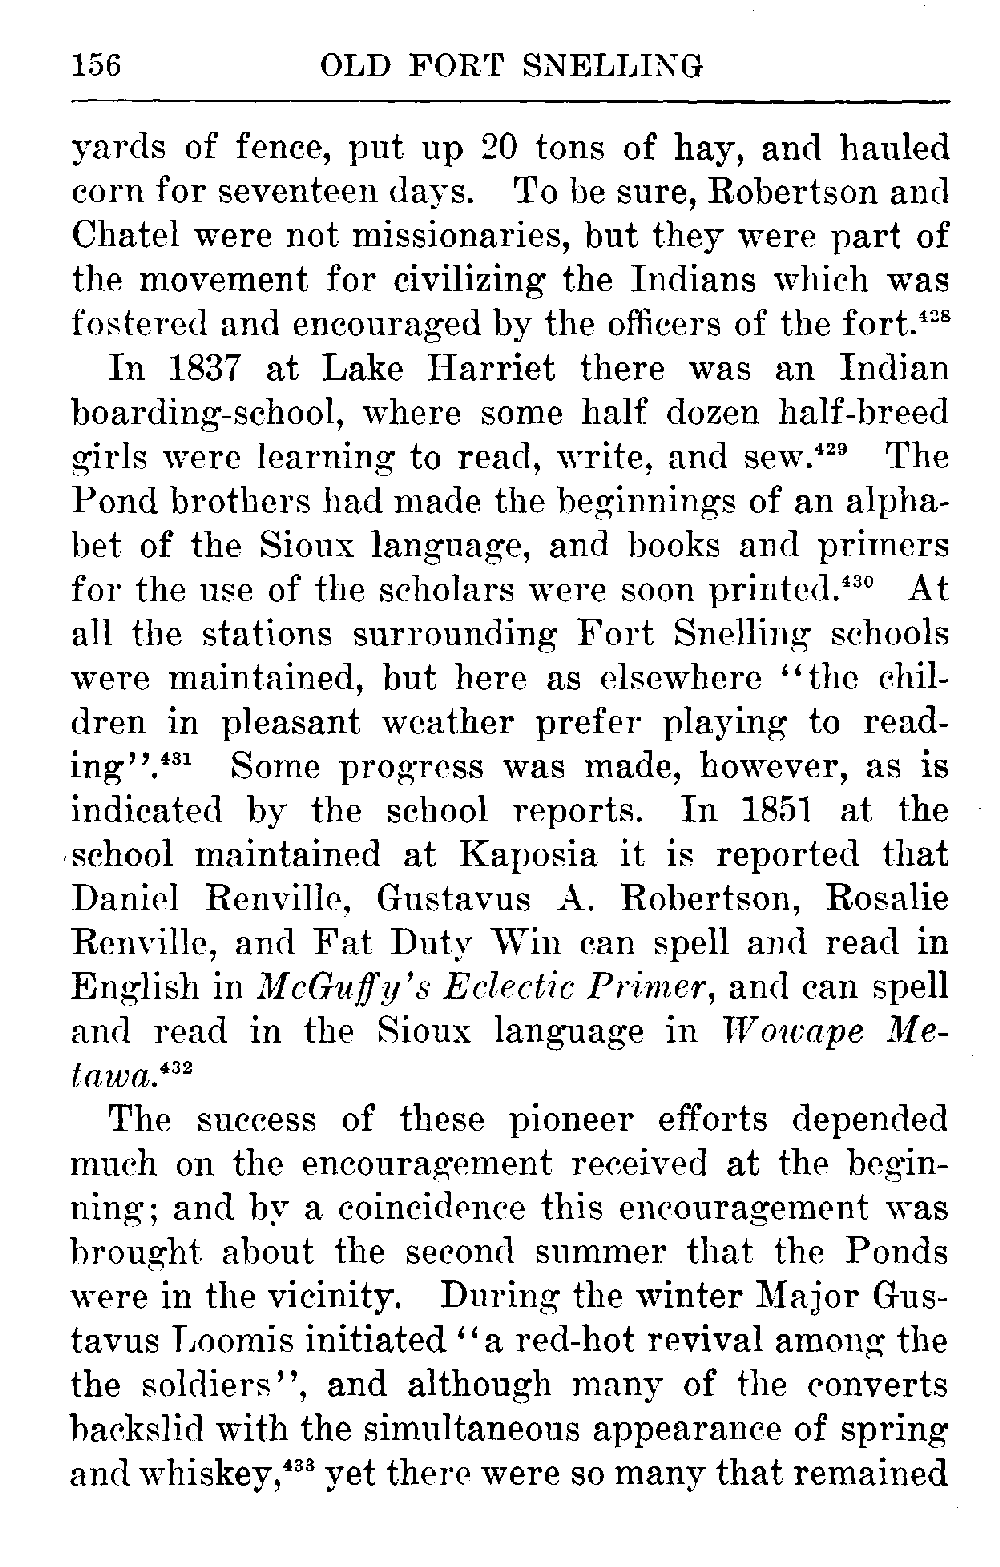 156 OLD FORT SNELLING
yards of fence, put up 20 tons of hay, and hauled
corn for seventeen days. To be sure, Robertson and
Chatel were not missionaries, but they were part of
the movement for civilizing the Indians which was
fostered and encouraged by the officers of the fort.⁴²⁸
In 1837 at Lake Harriet there was an Indian
boarding-school, where some half dozen half-breed
girls were learning to read, write, and sew.⁴²⁹ The
Pond brothers had made the beginnings of an alpha-
bet of the Sioux language, and books and primers
for the use of the scholars were soon printed.⁴³⁰ At
all the stations surrounding Fort Snelling schools
were maintained, but here as elsewhere "the chil-
dren in pleasant weather prefer playing to read-
ing".⁴³¹ Some progress was made, however, as is
indicated by the school reports. In 1851 at the
school maintained at Kaposia it is reported that
Daniel Renville, Gustavus A. Robertson, Rosalie
Renville, and Fat Duty Win can spell and read in
English in McGuffy's Eclectic Primer, and can spell
and read in the Sioux language in Wowape Me-
tawa.⁴³²
The success of these pioneer efforts depended
much on the encouragement received at the begin-
ning; and by a coincidence this encouragement was
brought about the second summer that the Ponds
were in the vicinity. During the winter Major Gus-
tavus Loomis initiated "a red-hot revival among the
the soldiers", and although many of the converts
backslid with the simultaneous appearance of spring
and whiskey,⁴³³ yet there were so many that remained